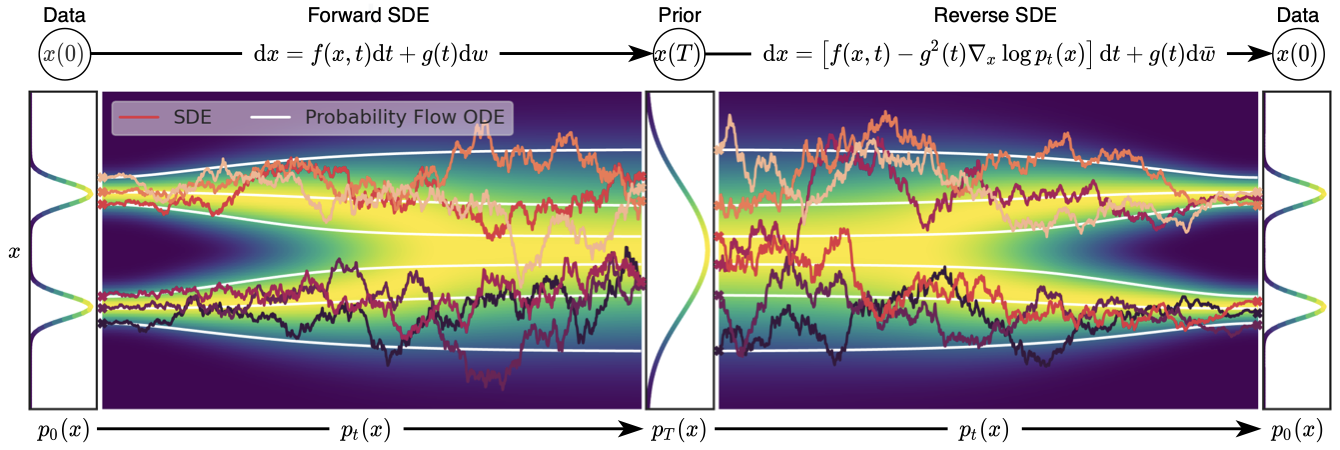 Data Forward SDE Prior Reverse SDE Data
x(0) dx = f(x, t)dt + g(t)dw x(T) dx = [f(x, t) − g²(t)∇ₓ log pₜ(x)] dt + g(t)dw̄ x(0)
SDE Probability Flow ODE
x
p₀(x) pₜ(x) p_T(x) pₜ(x) p₀(x)